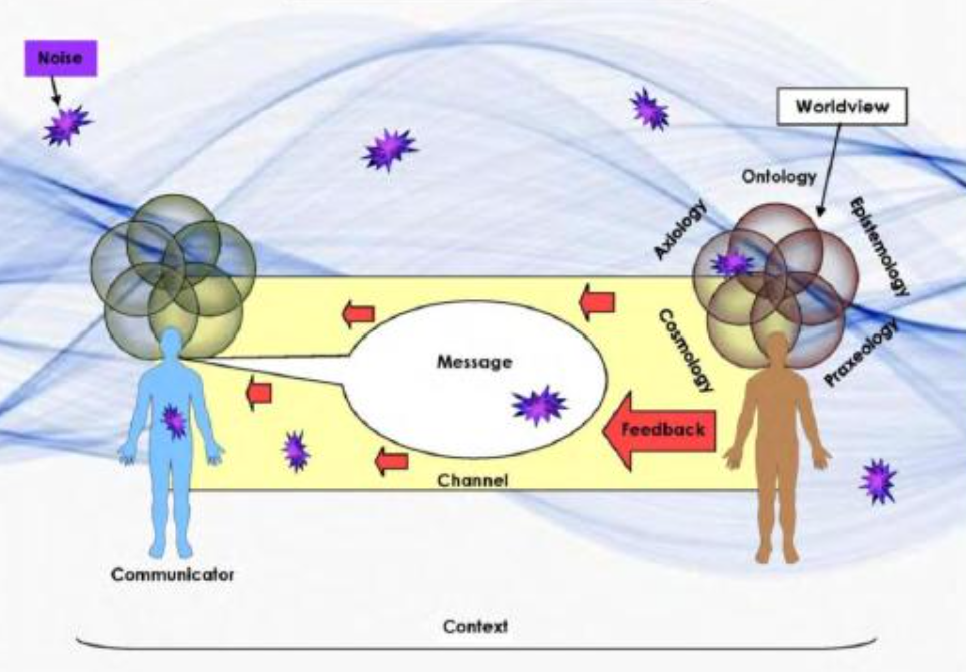 Noise
Worldview
Ontology
Axiology
Epistemology
Cosmology
Praxeology
Message
Feedback
Channel
Communicator
Context